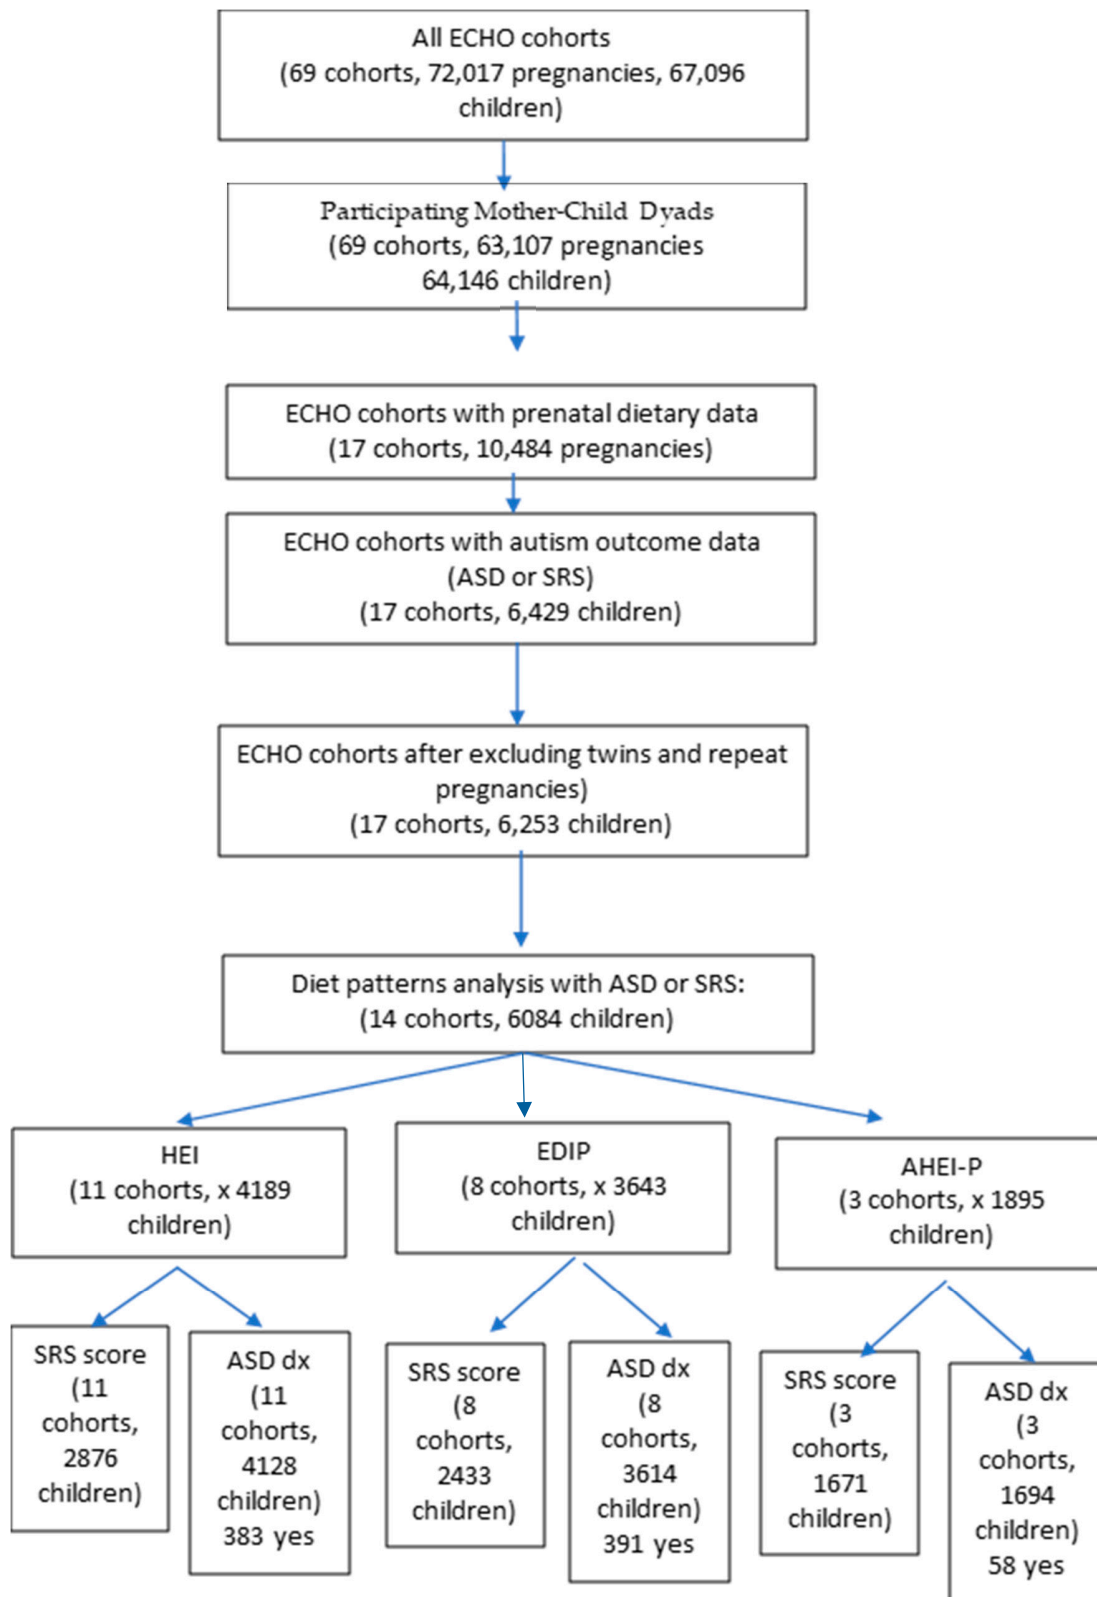 All ECHO cohorts
(69 cohorts, 72,017 pregnancies, 67,096
children)
Participating Mother-Child Dyads
(69 cohorts, 63,107 pregnancies
64,146 children)
ECHO cohorts with prenatal dietary data
(17 cohorts, 10,484 pregnancies)
ECHO cohorts with autism outcome data
(ASD or SRS)
(17 cohorts, 6,429 children)
ECHO cohorts after excluding twins and repeat
pregnancies)
(17 cohorts, 6,253 children)
Diet patterns analysis with ASD or SRS:
(14 cohorts, 6084 children)
HEI
(11 cohorts, x 4189
children)
EDIP
(8 cohorts, x 3643
children)
AHEI-P
(3 cohorts, x 1895
children)
SRS score
(11
cohorts,
2876
children)
ASD dx
(11
cohorts,
4128
children)
383 yes
SRS score
(8
cohorts,
2433
children)
ASD dx
(8
cohorts,
3614
children)
391 yes
SRS score
(3
cohorts,
1671
children)
ASD dx
(3
cohorts,
1694
children)
58 yes